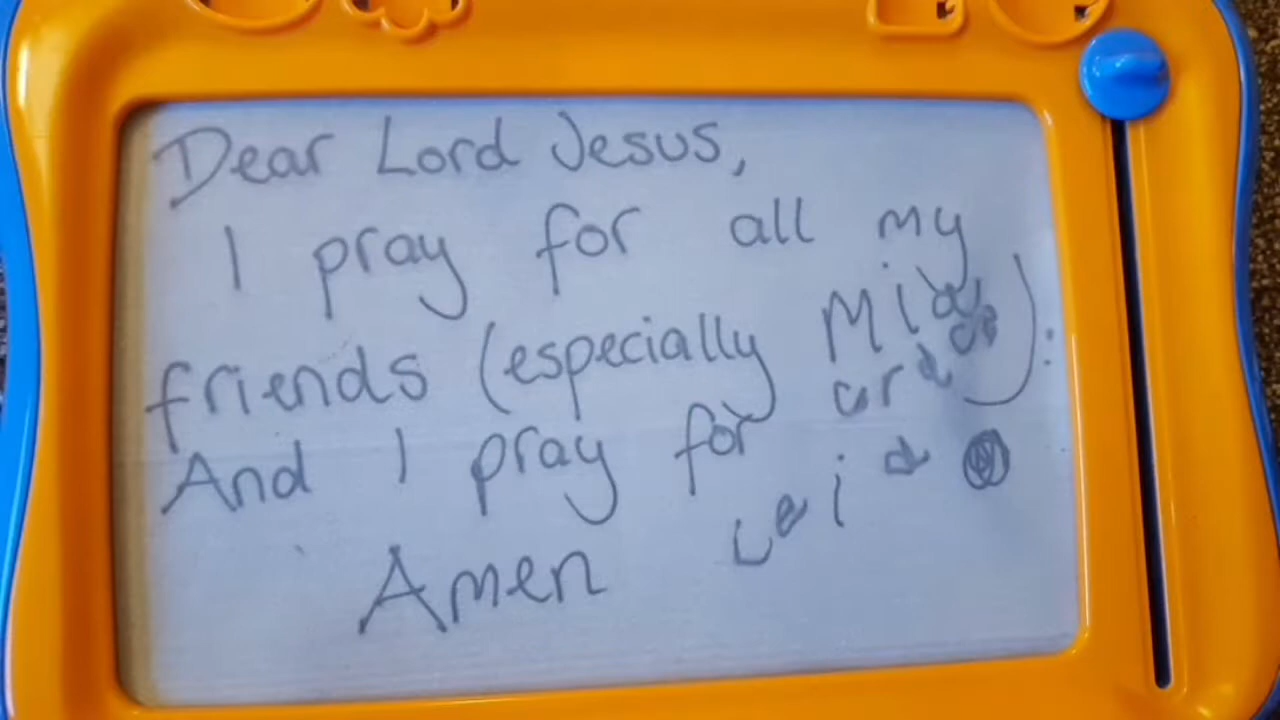 Dear Lord Jesus,
I pray for all my
friends (especially
And I pray for
Amen